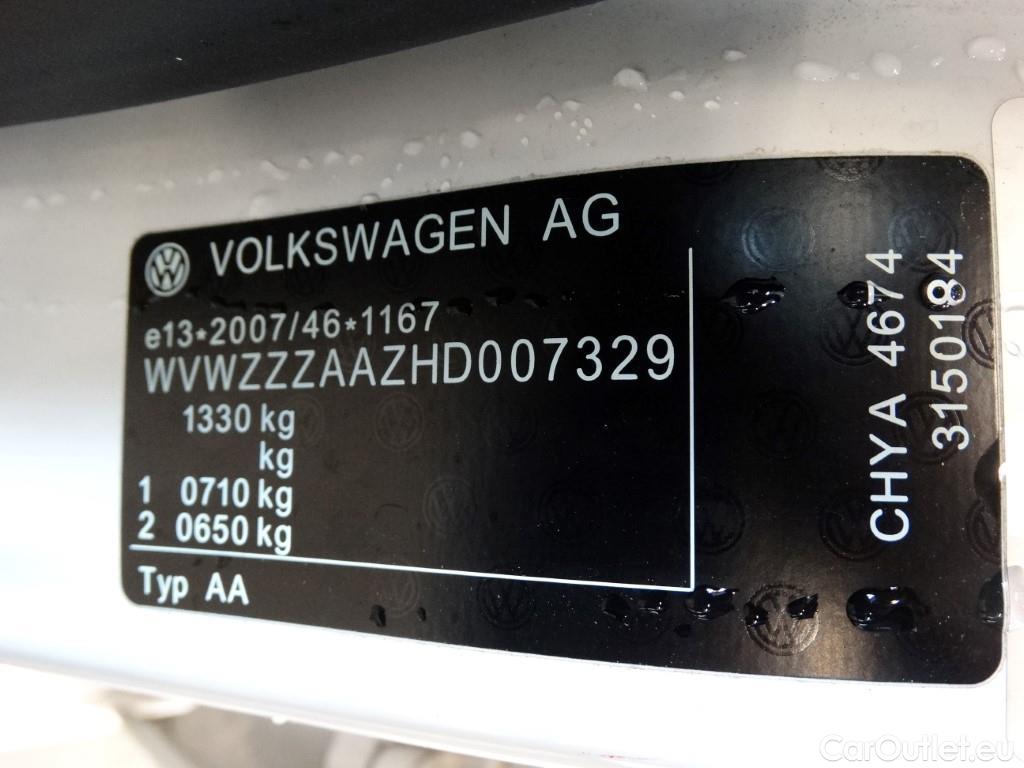 VOLKSWAGEN AG
e13*2007/46*1167
WVWZZZAAZHD007329
1330 kg
kg
1 0710 kg
2 0650 kg
Typ AA
CHYA 4674
3150184
CarOutlet.eu